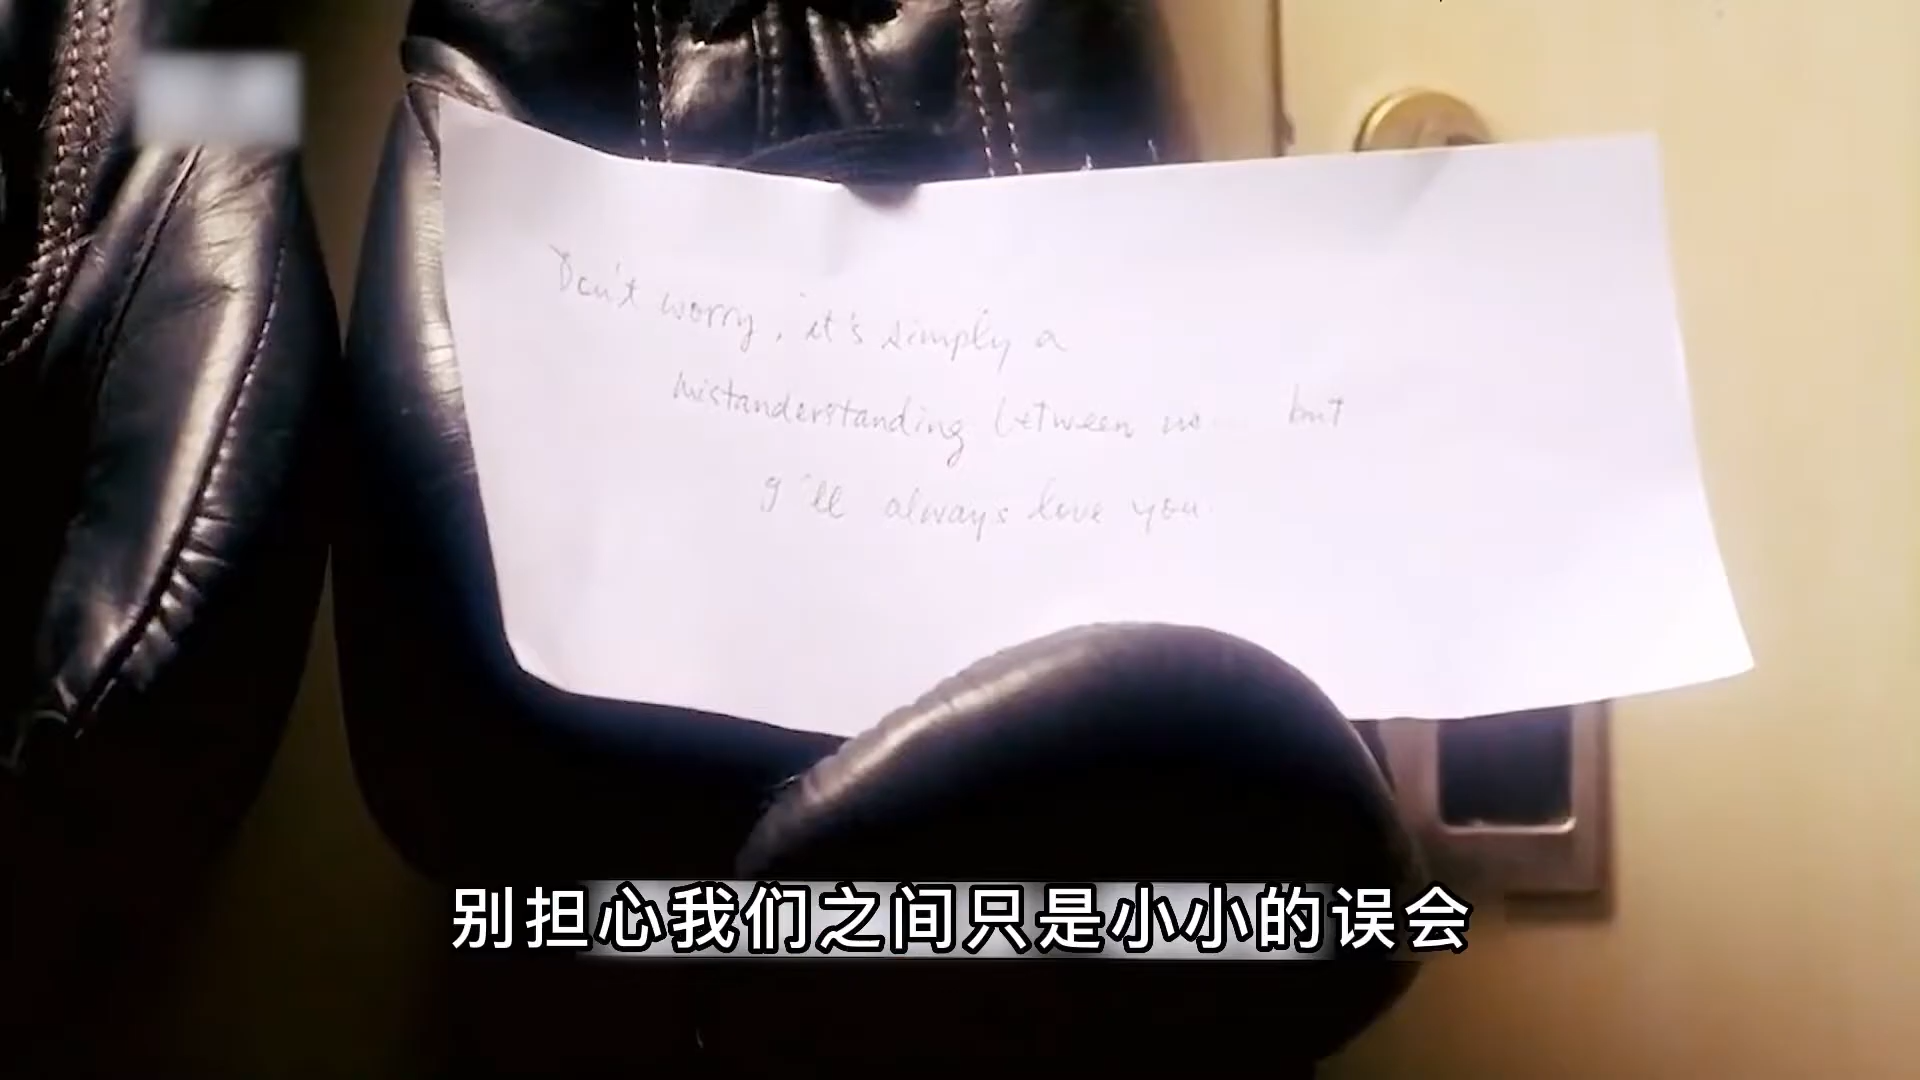 Don't worry, it's simply a
mistanderstanding between us... but
I'll always love you.
别担心我们之间只是小小的误会